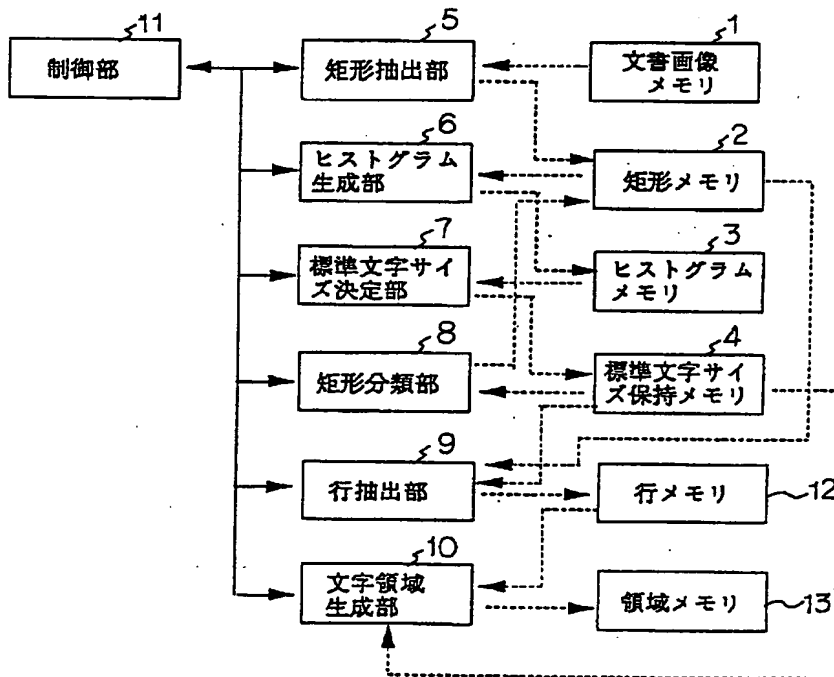 11
制御部
5
矩形抽出部
1
文書画像
メモリ
6
ヒストグラム
生成部
2
矩形メモリ
7
標準文字サイ
ズ決定部
3
ヒストグラム
メモリ
8
矩形分類部
4
標準文字サイ
ズ保持メモリ
9
行抽出部
行メモリ
12
10
文字領域
生成部
領域メモリ
13